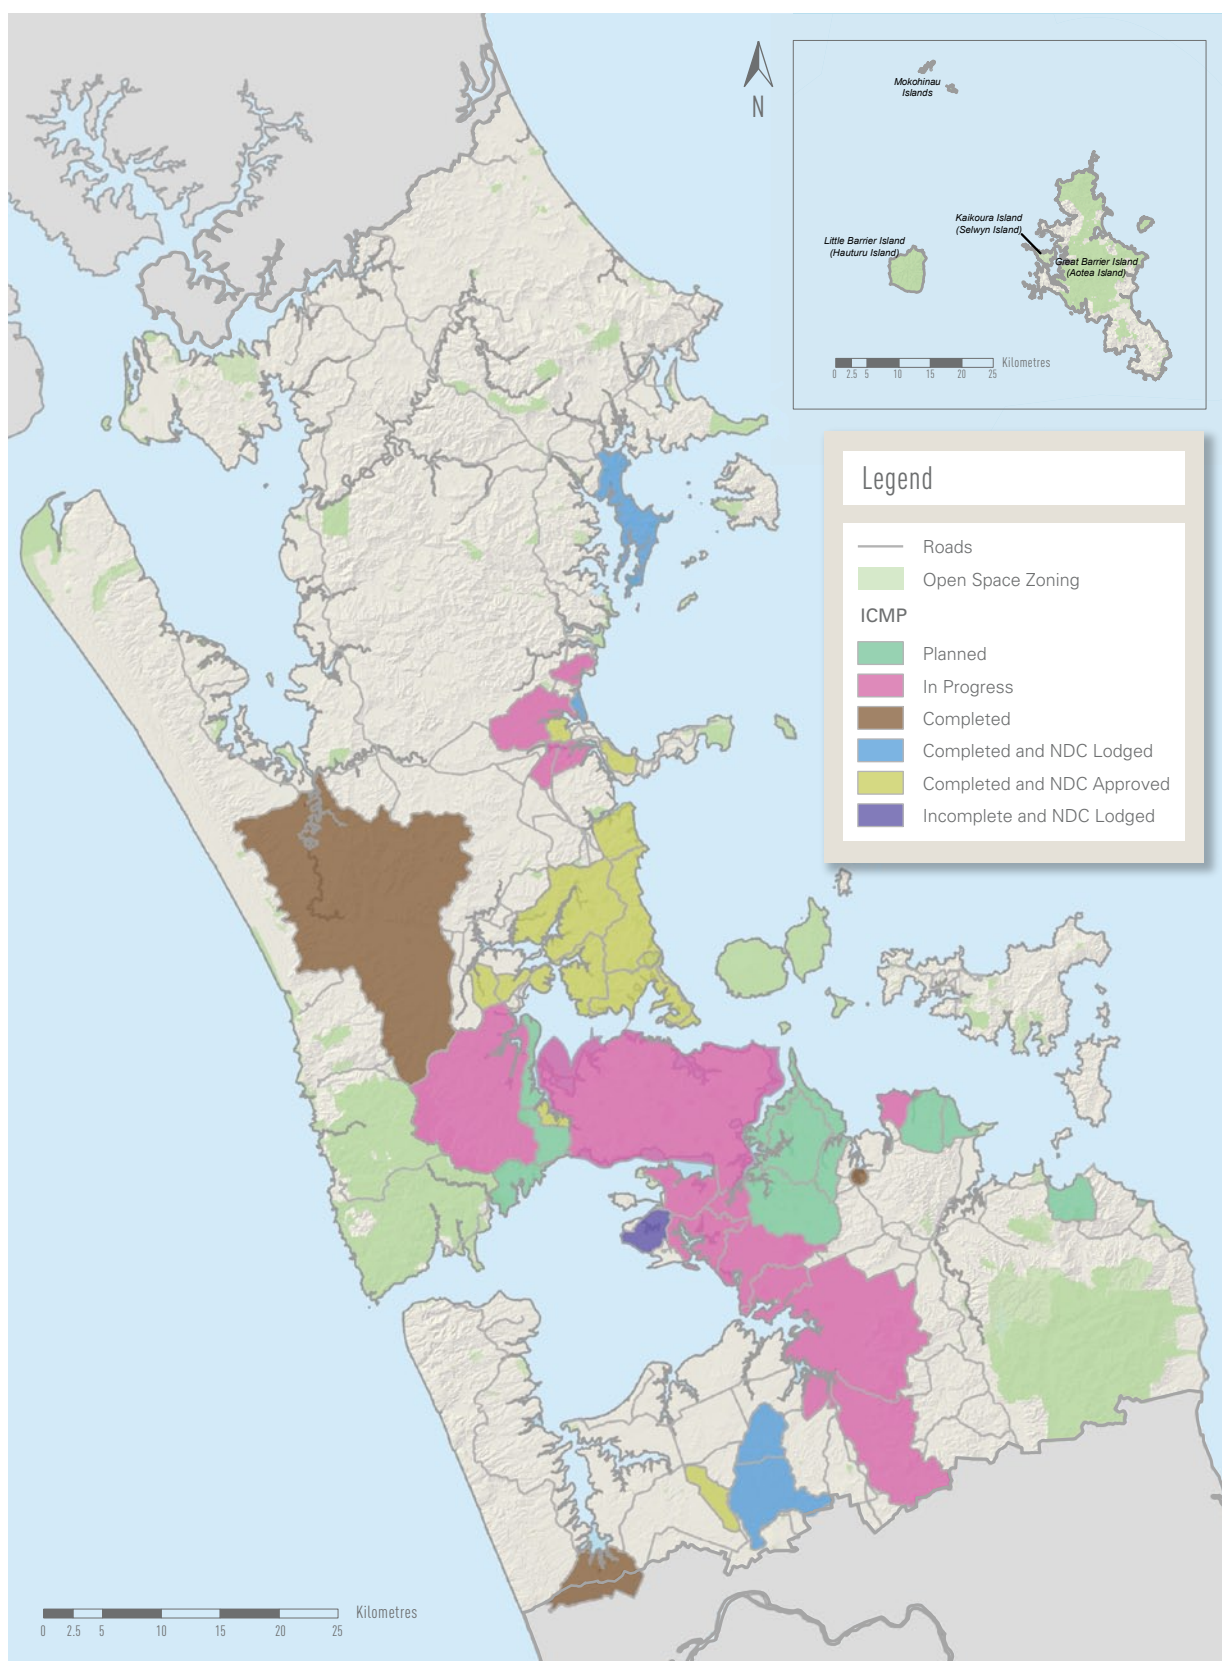 N
Mokohinau
Islands
Kaikoura Island
(Selwyn Island)
Little Barrier Island
(Hauturu Island)
Great Barrier Island
(Aotea Island)
Kilometres
0 2.5 5 10 15 20 25
Legend
Roads
Open Space Zoning
ICMP
Planned
In Progress
Completed
Completed and NDC Lodged
Completed and NDC Approved
Incomplete and NDC Lodged
Kilometres
0 2.5 5 10 15 20 25